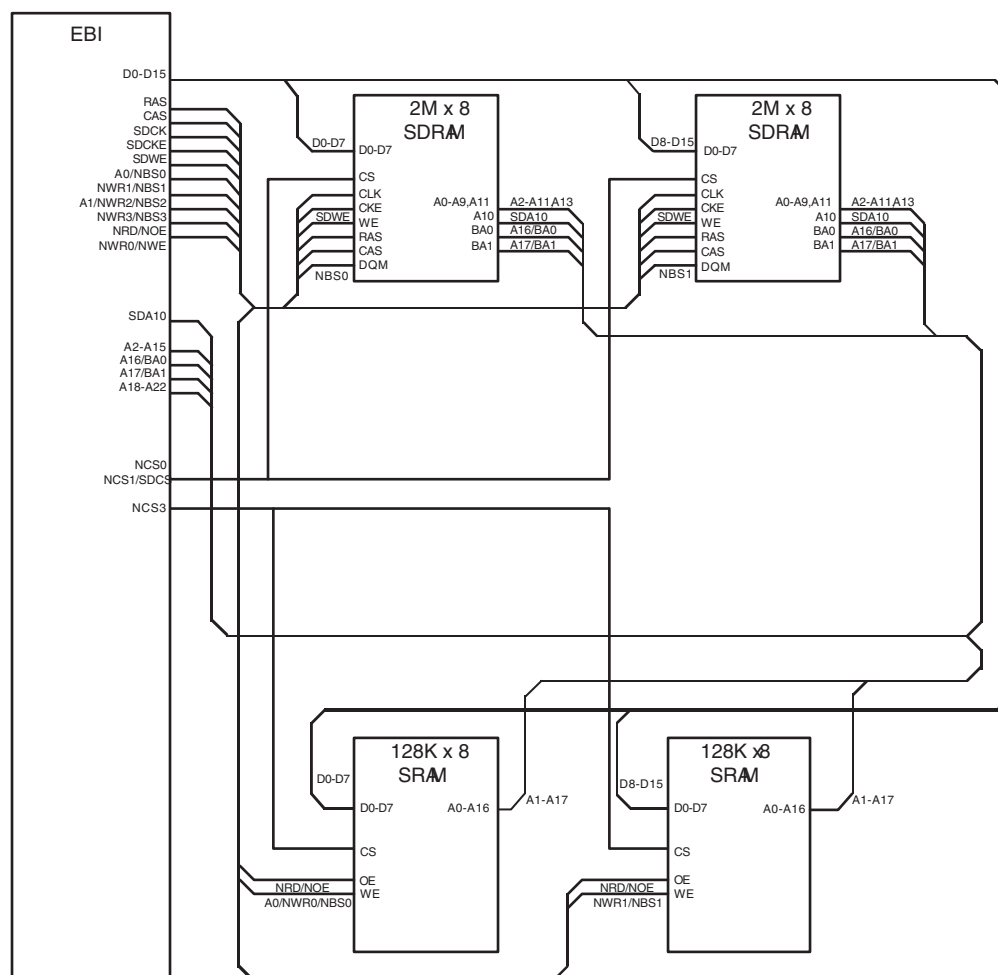 EBI
D0-D15
RAS
CAS
SDCK
SDCKE
SDWE
A0/NBS0
NWR1/NBS1
A1/NWR2/NBS2
NWR3/NBS3
NRD/NOE
NWR0/NWE
SDA10
A2-A15
A16/BA0
A17/BA1
A18-A22
NCS0
NCS1/SDCS
NCS3
2M x 8
SDRAM
D0-D7
D0-D7
CS
CLK
CKE
SDWE
WE
RAS
CAS
DQM
NBS0
A0-A9,A11
A10
BA0
BA1
A2-A11A13
SDA10
A16/BA0
A17/BA1
2M x 8
SDRAM
D8-D15
D0-D7
CS
CLK
CKE
SDWE
WE
RAS
CAS
DQM
NBS1
A0-A9,A11
A10
BA0
BA1
A2-A11A13
SDA10
A16/BA0
A17/BA1
128K x 8
SRAM
D0-D7
D0-D7
A0-A16
A1-A17
CS
OE
NRD/NOE
WE
A0/NWR0/NBS0
128K x8
SRAM
D8-D15
D0-D7
A0-A16
A1-A17
CS
OE
NRD/NOE
WE
NWR1/NBS1